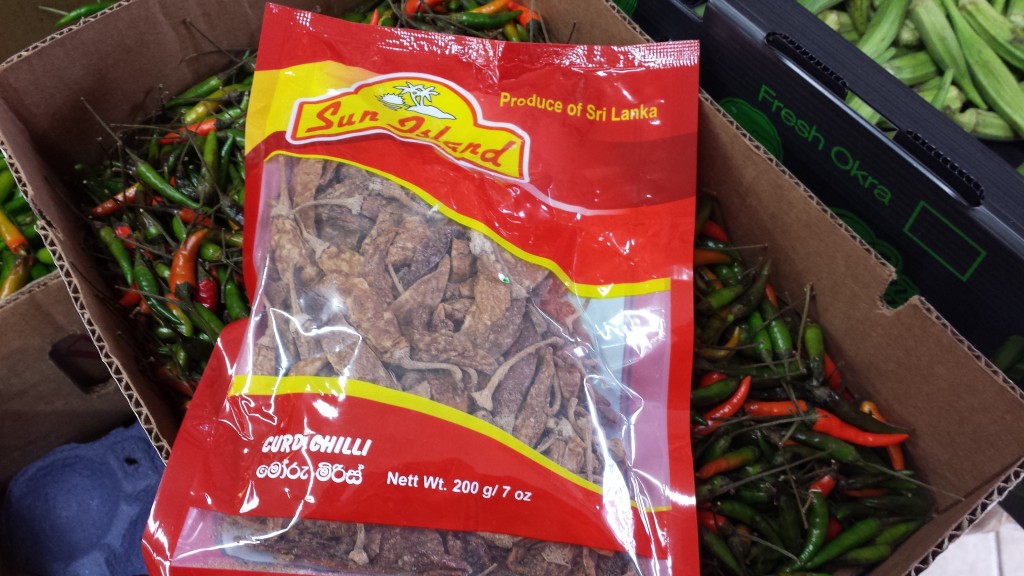 Sun Island
Produce of Sri Lanka
CURD CHILLI
මෝරු මිරිස්
Nett Wt. 200 g/ 7 oz
Fresh Okra